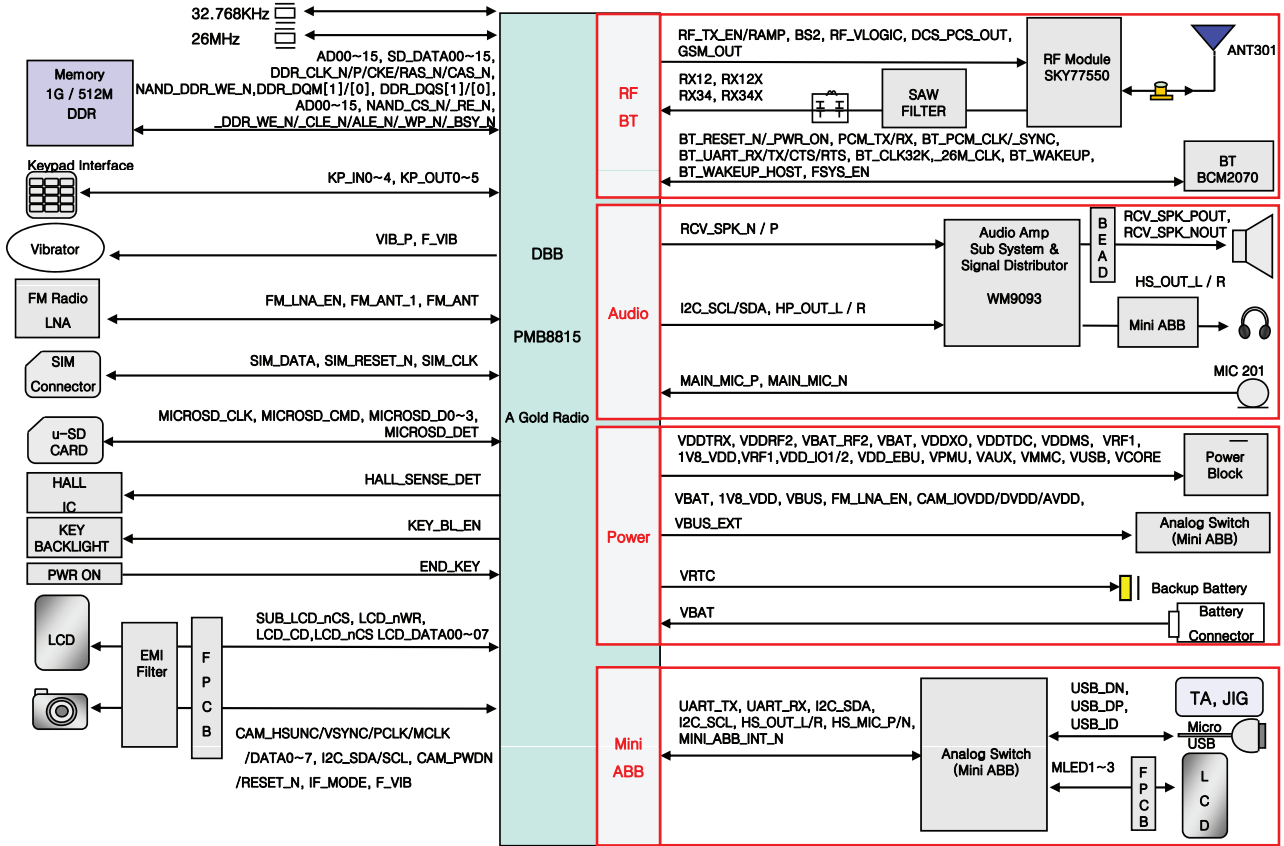 32.768KHz
26MHz
AD00~15, SD_DATA00~15,
DDR_CLK_N/P/CKE/RAS_N/CAS_N,
NAND_DDR_WE_N,DDR_DQM[1]/[0], DDR_DQS[1]/[0],
AD00~15, NAND_CS_N/_RE_N,
_DDR_WE_N/_CLE_N/ALE_N/_WP_N/_BSY_N
Memory
1G / 512M
DDR
Keypad Interface
KP_IN0~4, KP_OUT0~5
Vibrator
VIB_P, F_VIB
FM Radio
LNA
FM_LNA_EN, FM_ANT_1, FM_ANT
SIM
Connector
SIM_DATA, SIM_RESET_N, SIM_CLK
u-SD
CARD
MICROSD_CLK, MICROSD_CMD, MICROSD_D0~3,
MICROSD_DET
HALL
IC
HALL_SENSE_DET
KEY
BACKLIGHT
KEY_BL_EN
PWR ON
END_KEY
LCD
EMI
Filter
F
P
C
B
SUB_LCD_nCS, LCD_nWR,
LCD_CD,LCD_nCS LCD_DATA00~07
CAM_HSUNC/VSYNC/PCLK/MCLK
/DATA0~7, I2C_SDA/SCL, CAM_PWDN
/RESET_N, IF_MODE, F_VIB
DBB
PMB8815
A Gold Radio
RF
BT
RF_TX_EN/RAMP, BS2, RF_VLOGIC, DCS_PCS_OUT,
GSM_OUT
RX12, RX12X
RX34, RX34X
SAW
FILTER
RF Module
SKY77550
ANT301
BT_RESET_N/_PWR_ON, PCM_TX/RX, BT_PCM_CLK/_SYNC,
BT_UART_RX/TX/CTS/RTS, BT_CLK32K,_26M_CLK, BT_WAKEUP,
BT_WAKEUP_HOST, FSYS_EN
BT
BCM2070
Audio
RCV_SPK_N / P
I2C_SCL/SDA, HP_OUT_L / R
Audio Amp
Sub System &
Signal Distributor
WM9093
B
E
A
D
RCV_SPK_POUT,
RCV_SPK_NOUT
HS_OUT_L / R
Mini ABB
MAIN_MIC_P, MAIN_MIC_N
MIC 201
Power
VDDTRX, VDDRF2, VBAT_RF2, VBAT, VDDXO, VDDTDC, VDDMS, VRF1,
1V8_VDD,VRF1,VDD_IO1/2, VDD_EBU, VPMU, VAUX, VMMC, VUSB, VCORE
Power
Block
VBAT, 1V8_VDD, VBUS, FM_LNA_EN, CAM_IOVDD/DVDD/AVDD,
VBUS_EXT
Analog Switch
(Mini ABB)
VRTC
Backup Battery
VBAT
Battery
Connector
Mini
ABB
UART_TX, UART_RX, I2C_SDA,
I2C_SCL, HS_OUT_L/R, HS_MIC_P/N,
MINI_ABB_INT_N
Analog Switch
(Mini ABB)
USB_DN,
USB_DP,
USB_ID
TA, JIG
Micro
USB
MLED1~3
F
P
C
B
L
C
D